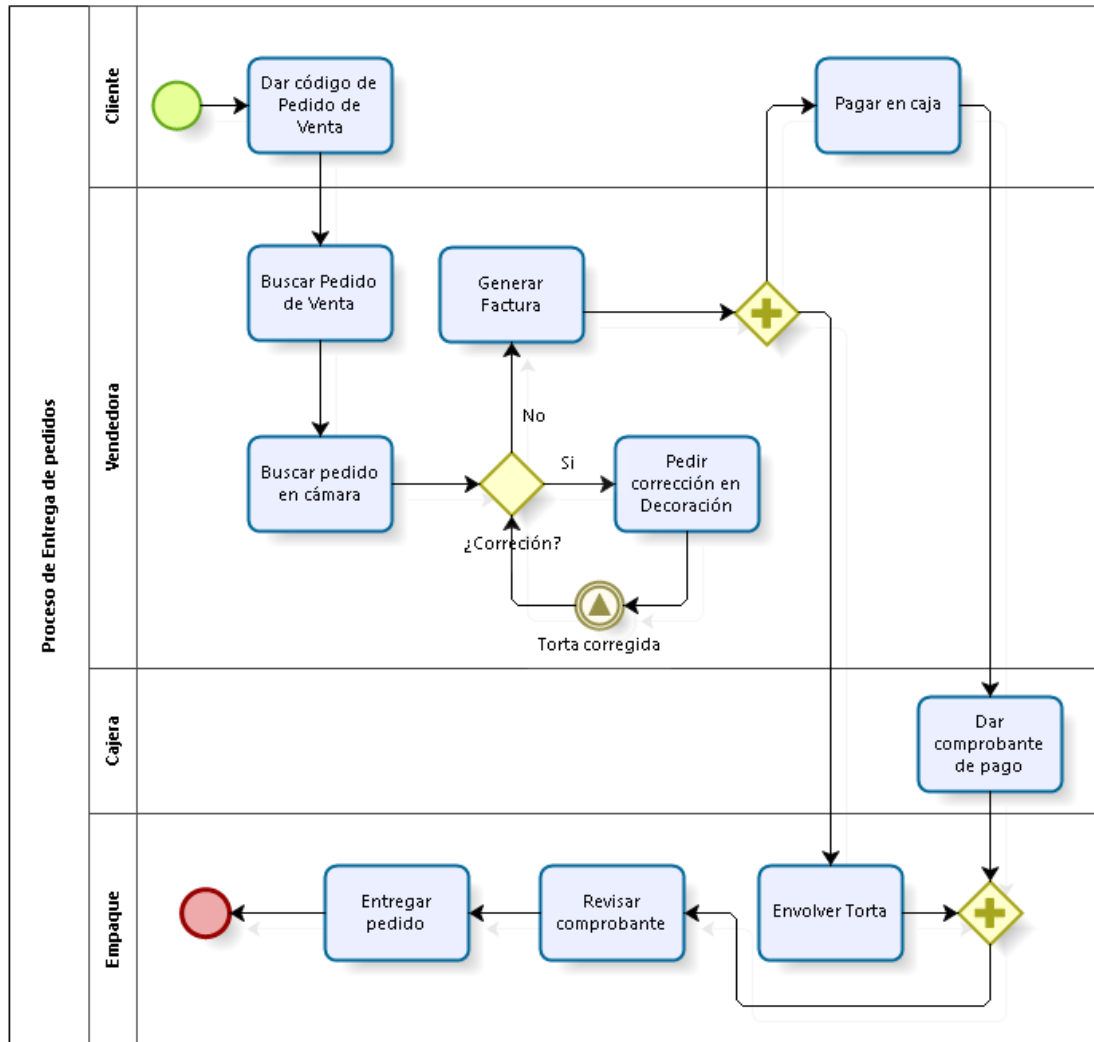 Proceso de Entrega de pedidos
Cliente
Dar código de
Pedido de
Venta
Pagar en caja
Vendedora
Buscar Pedido
de Venta
Generar
Factura
No
Buscar pedido
en cámara
Si
Pedir
corrección en
Decoración
¿Correción?
Torta corregida
Cajera
Dar
comprobante
de pago
Empaque
Entregar
pedido
Revisar
comprobante
Envolver Torta